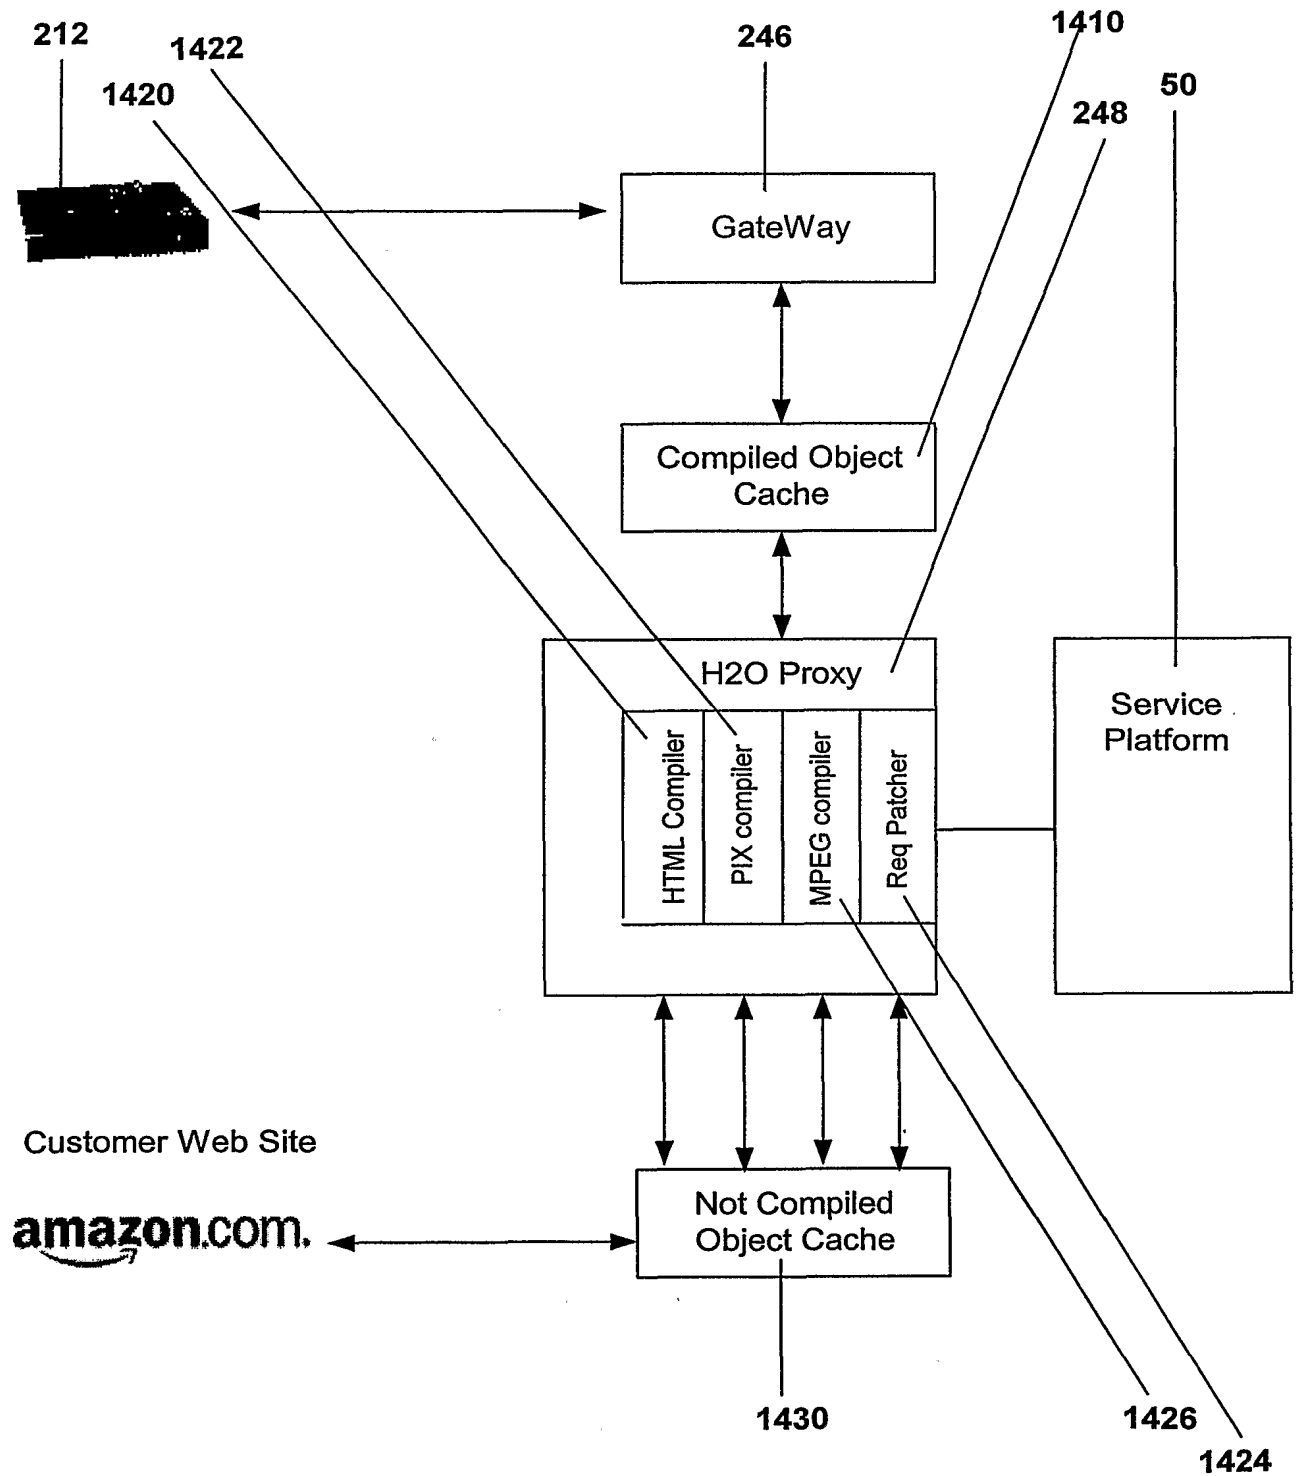 212
1422
246
1410
1420
248
50
GateWay
Compiled Object
Cache
H2O Proxy
HTML Compiler
PIX compiler
MPEG compiler
Req Patcher
Service
Platform
Customer Web Site
amazon.com.
Not Compiled
Object Cache
1430
1426
1424